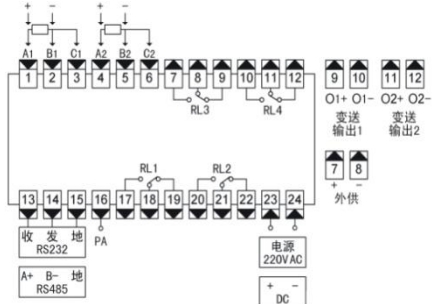 + − + −
A1 B1 C1 A2 B2 C2
1 2 3 4 5 6 7 8 9 10 11 12
RL3 RL4
9 10 11 12
O1+ O1- O2+ O2-
变送 变送
输出1 输出2
7 8
+ −
外供
RL1 RL2
13 14 15 16 17 18 19 20 21 22 23 24
收 发 地
RS232
PA
电源
220VAC
A+ B- 地
RS485
+ −
DC